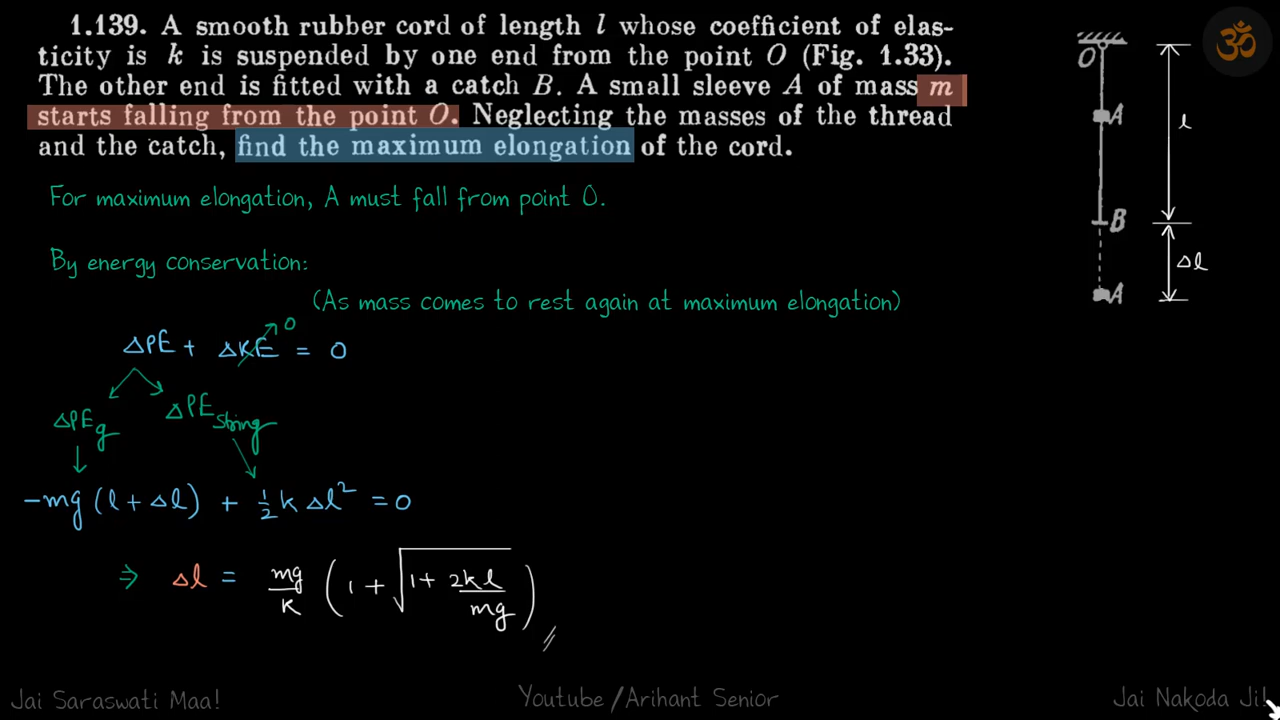 1.139. A smooth rubber cord of length l whose coefficient of elas-
ticity is k is suspended by one end from the point O (Fig. 1.33).
The other end is fitted with a catch B. A small sleeve A of mass m
starts falling from the point O. Neglecting the masses of the thread
and the catch, find the maximum elongation of the cord.
For maximum elongation, A must fall from point O.
By energy conservation:
(As mass comes to rest again at maximum elongation)
ΔPE + ΔKE = 0
0
ΔPEg
ΔPEstring
-mg (l + Δl) + 1/2 k Δl² = 0
⇒ Δl = mg/k (1 + √(1 + 2kl/mg))
O
A
l
B
Δl
A
ॐ
Jai Saraswati Maa!
Youtube/Arihant Senior
Jai Nakoda Ji!